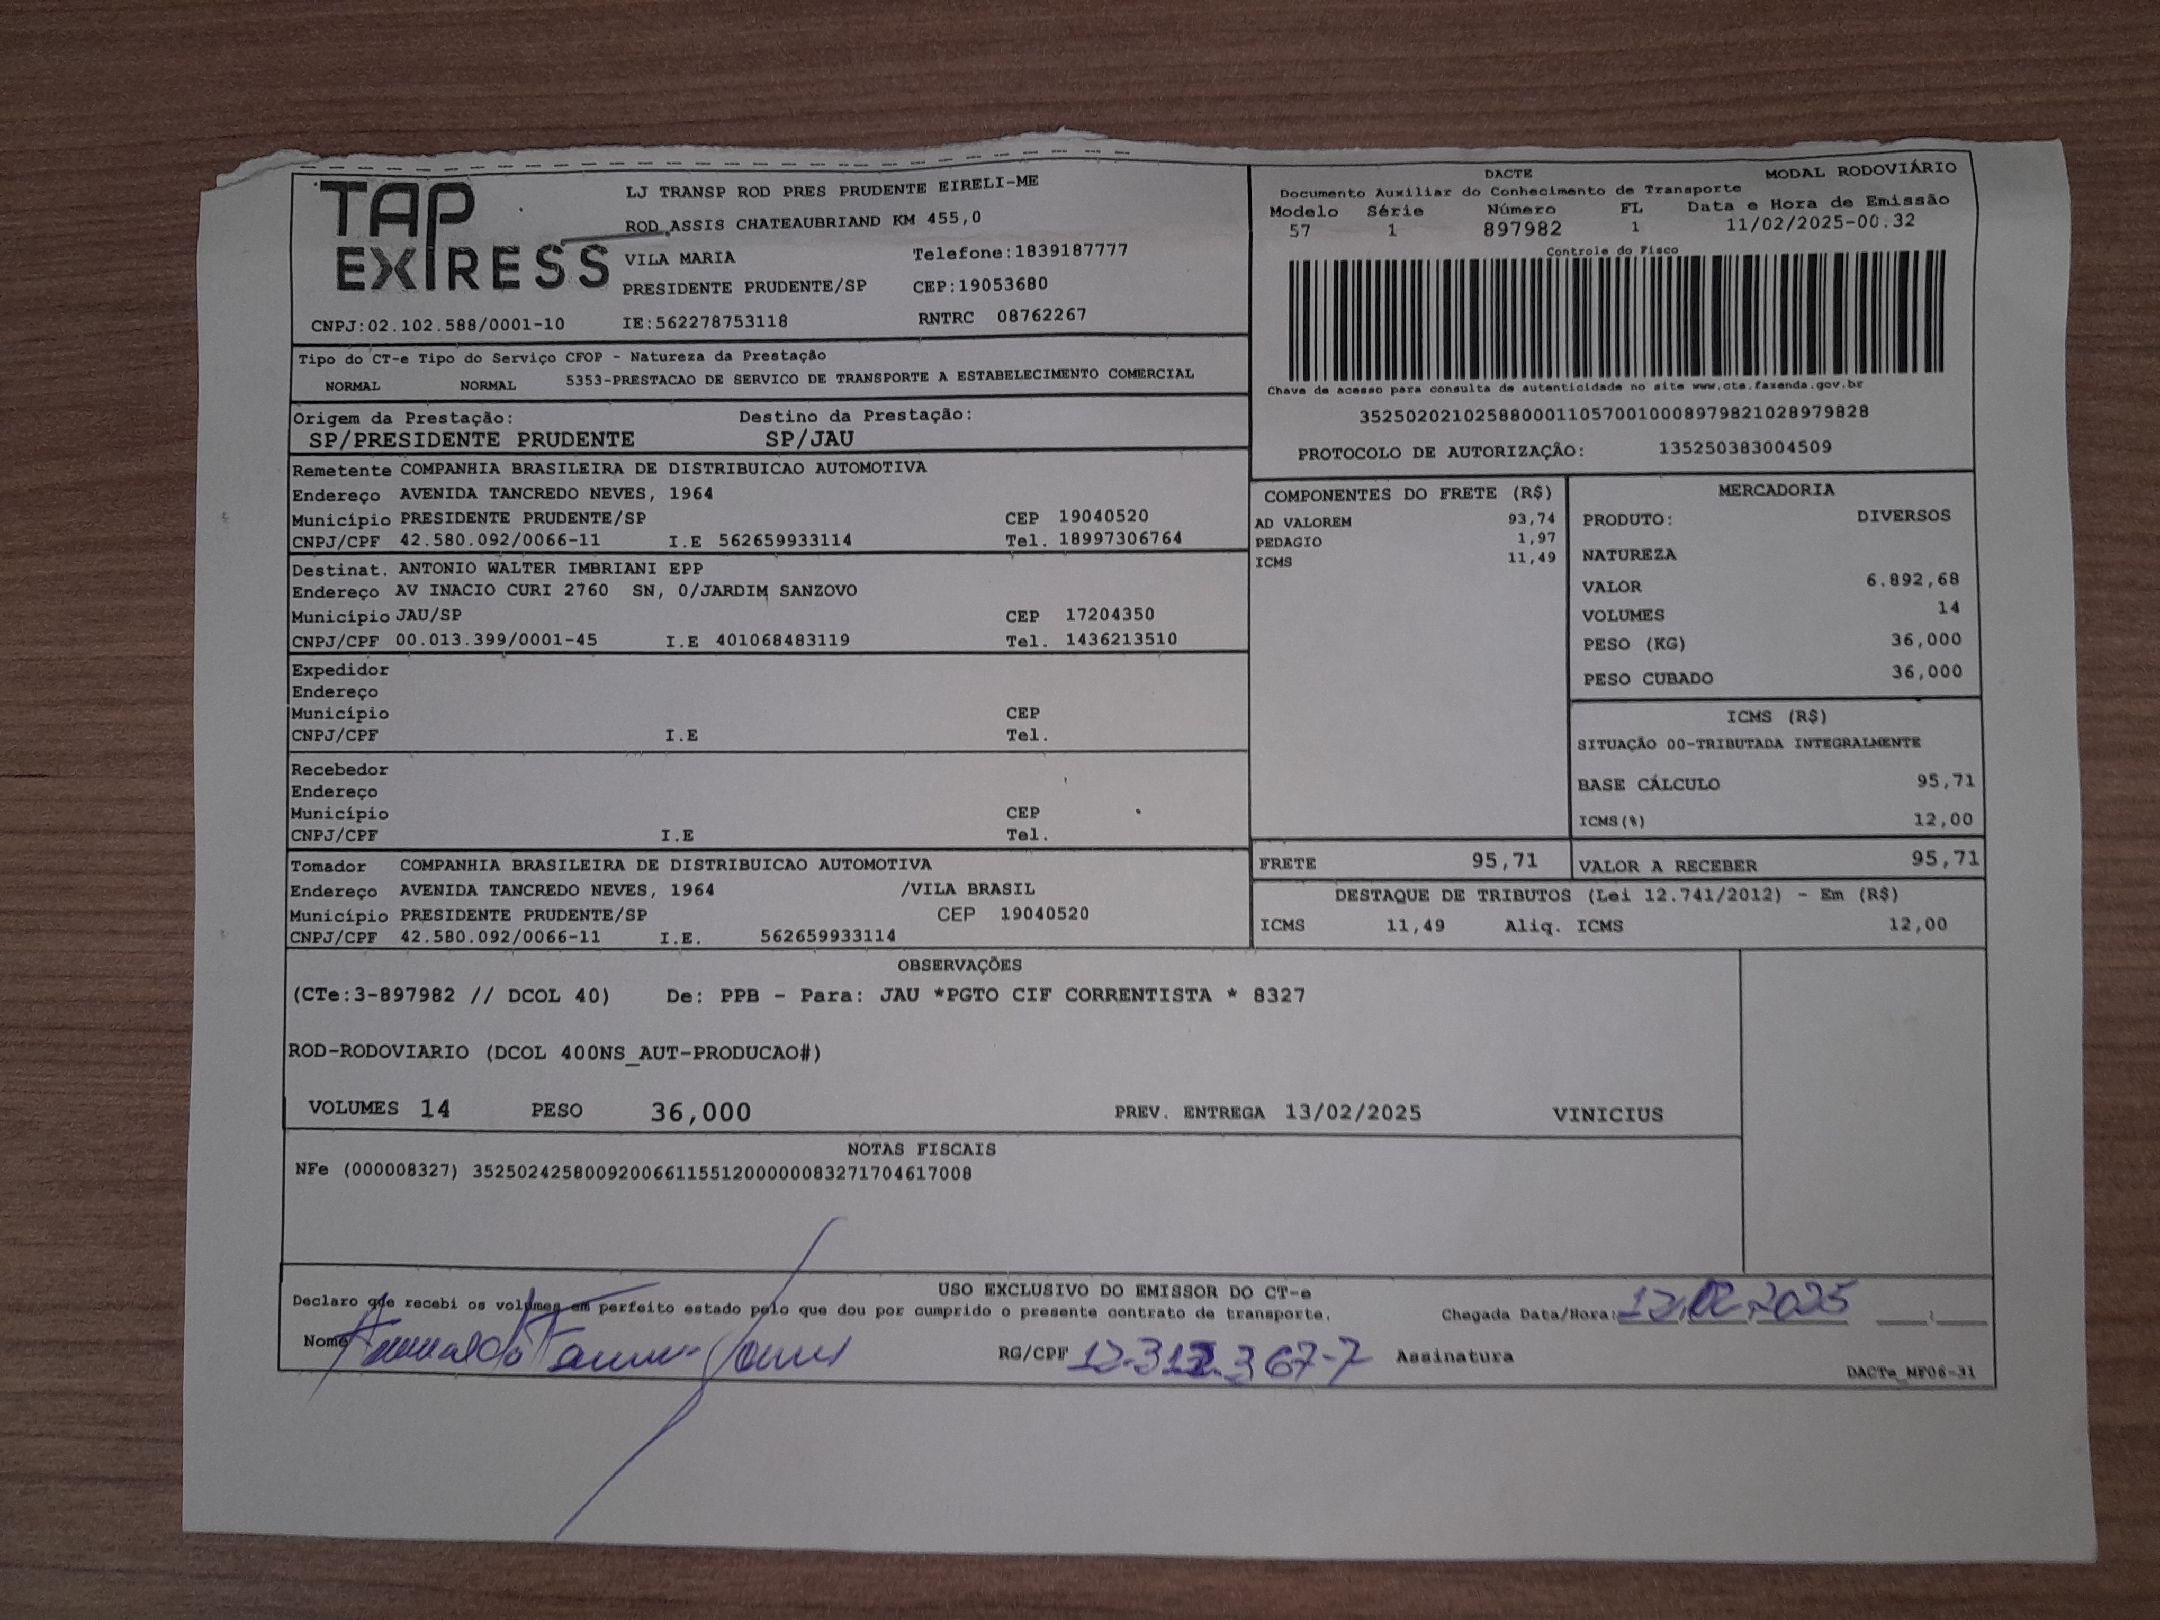 TAP
EXPRESS
LJ TRANSP ROD PRES PRUDENTE EIRELI-ME
ROD ASSIS CHATEAUBRIAND KM 455,0
VILA MARIA Telefone:1839187777
PRESIDENTE PRUDENTE/SP CEP:19053680
CNPJ:02.102.588/0001-10 IE:562278753118 RNTRC 08762267
DACTE MODAL RODOVIÁRIO
Documento Auxiliar do Conhecimento de Transporte
Modelo Série Número FL Data e Hora de Emissão
57 1 897982 1 11/02/2025-00.32
Controle do Fisco
Chave de acesso para consulta de autenticidade no site www.cte.fazenda.gov.br
35250202102588000110570010008979821028979828
PROTOCOLO DE AUTORIZAÇÃO: 135250383004509
Tipo do CT-e Tipo do Serviço CFOP - Natureza da Prestação
NORMAL NORMAL 5353-PRESTACAO DE SERVICO DE TRANSPORTE A ESTABELECIMENTO COMERCIAL
Origem da Prestação: Destino da Prestação:
SP/PRESIDENTE PRUDENTE SP/JAU
Remetente COMPANHIA BRASILEIRA DE DISTRIBUICAO AUTOMOTIVA
Endereço AVENIDA TANCREDO NEVES, 1964
Município PRESIDENTE PRUDENTE/SP CEP 19040520
CNPJ/CPF 42.580.092/0066-11 I.E 562659933114 Tel. 18997306764
Destinat. ANTONIO WALTER IMBRIANI EPP
Endereço AV INACIO CURI 2760 SN, 0/JARDIM SANZOVO
Município JAU/SP CEP 17204350
CNPJ/CPF 00.013.399/0001-45 I.E 401068483119 Tel. 1436213510
Expedidor
Endereço
Município CEP
CNPJ/CPF I.E Tel.
Recebedor
Endereço
Município CEP
CNPJ/CPF I.E Tel.
Tomador COMPANHIA BRASILEIRA DE DISTRIBUICAO AUTOMOTIVA
Endereço AVENIDA TANCREDO NEVES, 1964 /VILA BRASIL
Município PRESIDENTE PRUDENTE/SP CEP 19040520
CNPJ/CPF 42.580.092/0066-11 I.E. 562659933114
COMPONENTES DO FRETE (R$)
AD VALOREM 93,74
PEDAGIO 1,97
ICMS 11,49
MERCADORIA
PRODUTO: DIVERSOS
NATUREZA
VALOR 6.892,68
VOLUMES 14
PESO (KG) 36,000
PESO CUBADO 36,000
ICMS (R$)
SITUAÇÃO 00-TRIBUTADA INTEGRALMENTE
BASE CÁLCULO 95,71
ICMS(%) 12,00
FRETE 95,71 VALOR A RECEBER 95,71
DESTAQUE DE TRIBUTOS (Lei 12.741/2012) - Em (R$)
ICMS 11,49 Aliq. ICMS 12,00
OBSERVAÇÕES
(CTe:3-897982 // DCOL 40) De: PPB - Para: JAU *PGTO CIF CORRENTISTA * 8327
ROD-RODOVIARIO (DCOL 400NS_AUT-PRODUCAO#)
VOLUMES 14 PESO 36,000 PREV. ENTREGA 13/02/2025 VINICIUS
NOTAS FISCAIS
NFe (000008327) 35250242580092006611551200000083271704617008
USO EXCLUSIVO DO EMISSOR DO CT-e
Declaro que recebi os volumes em perfeito estado pelo que dou por cumprido o presente contrato de transporte. Chegada Data/Hora: 12.02.2025 :
Nome RG/CPF 12.312.367-7 Assinatura
DACTe_MF06-31